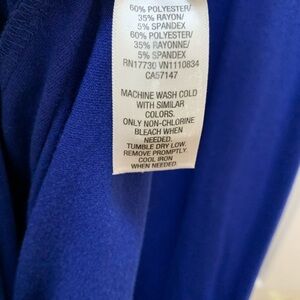 60% POLYESTER/
35% RAYON/
5% SPANDEX
60% POLYESTER/
35% RAYONNE/
5% SPANDEX
RN17730 VN1110834
CA57147
MACHINE WASH COLD
WITH SIMILAR
COLORS.
ONLY NON-CHLORINE
BLEACH WHEN
NEEDED.
TUMBLE DRY LOW.
REMOVE PROMPTLY.
COOL IRON
WHEN NEEDED.